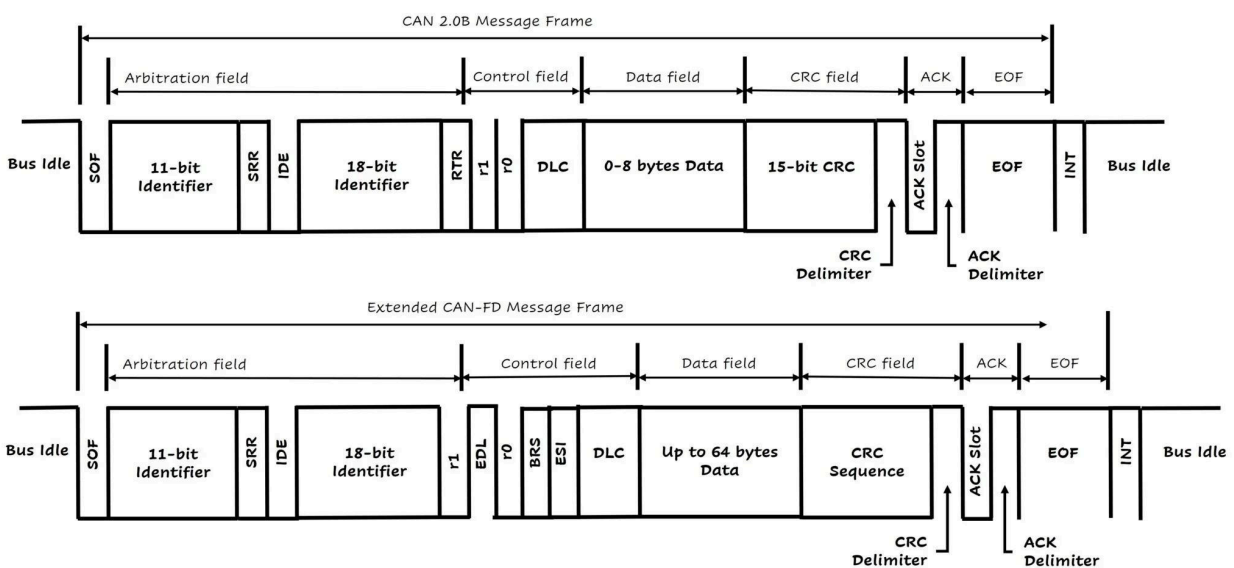 CAN 2.0B Message Frame
Arbitration field Control field Data field CRC field ACK EOF
Bus Idle SOF 11-bit Identifier SRR IDE 18-bit Identifier RTR r1 r0 DLC 0-8 bytes Data 15-bit CRC ACK Slot EOF INT Bus Idle
CRC Delimiter ACK Delimiter
Extended CAN-FD Message Frame
Arbitration field Control field Data field CRC field ACK EOF
Bus Idle SOF 11-bit Identifier SRR IDE 18-bit Identifier r1 EDL r0 BRS ESI DLC Up to 64 bytes Data CRC Sequence ACK Slot EOF INT Bus Idle
CRC Delimiter ACK Delimiter